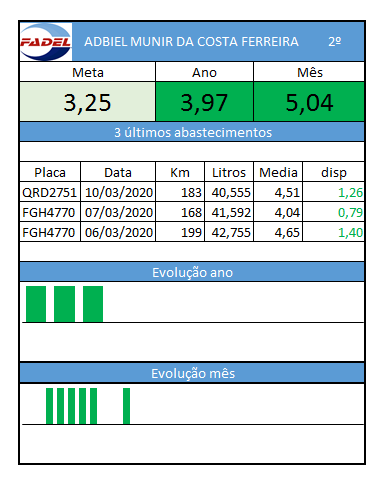 FADEL ADBIEL MUNIR DA COSTA FERREIRA 2º
Meta Ano Mês
3,25 3,97 5,04
3 últimos abastecimentos
Placa Data Km Litros Media disp
QRD2751 10/03/2020 183 40,555 4,51 1,26
FGH4770 07/03/2020 168 41,592 4,04 0,79
FGH4770 06/03/2020 199 42,755 4,65 1,40
Evolução ano
Evolução mês